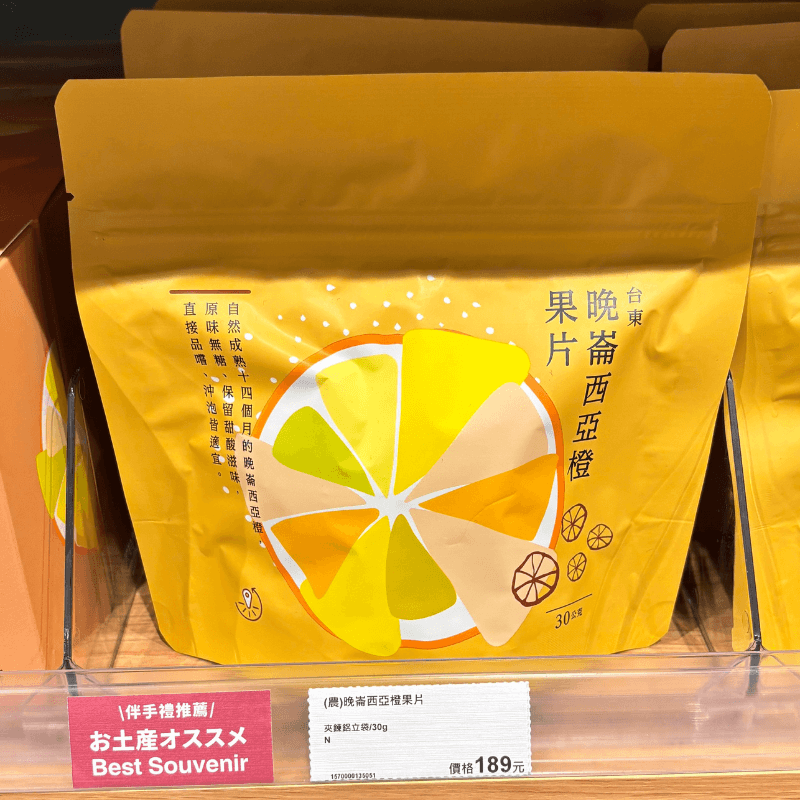 台東
晚崙西亞橙
果片
自然成熟十四個月的晚崙西亞橙,
原味無糖、保留甜酸滋味,
直接品嚐、沖泡皆適宜。
30公克
\伴手禮推薦/
お土産オススメ
Best Souvenir
(農)晚崙西亞橙果片
夾鍊鋁立袋/30g
N
1570000135051
價格189元